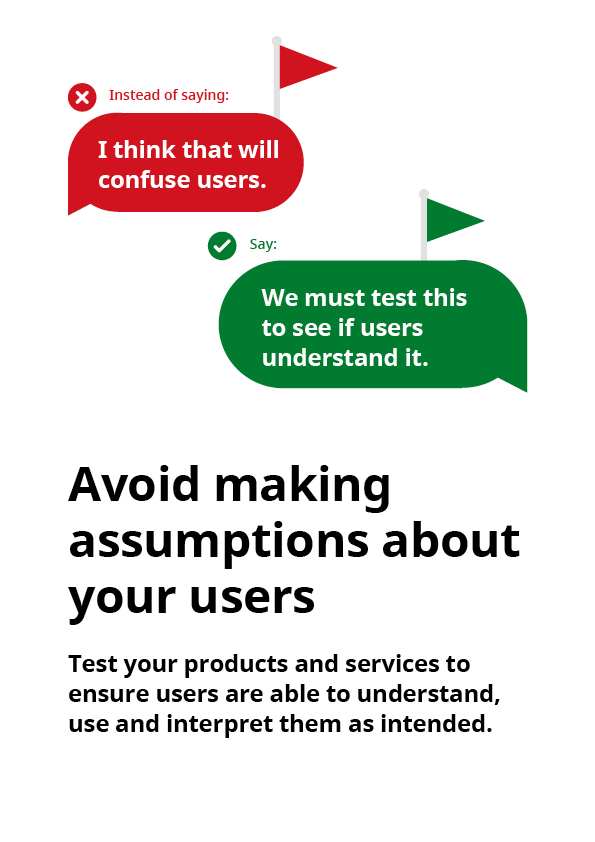 Instead of saying:
I think that will
confuse users.
Say:
We must test this
to see if users
understand it.
Avoid making
assumptions about
your users
Test your products and services to
ensure users are able to understand,
use and interpret them as intended.